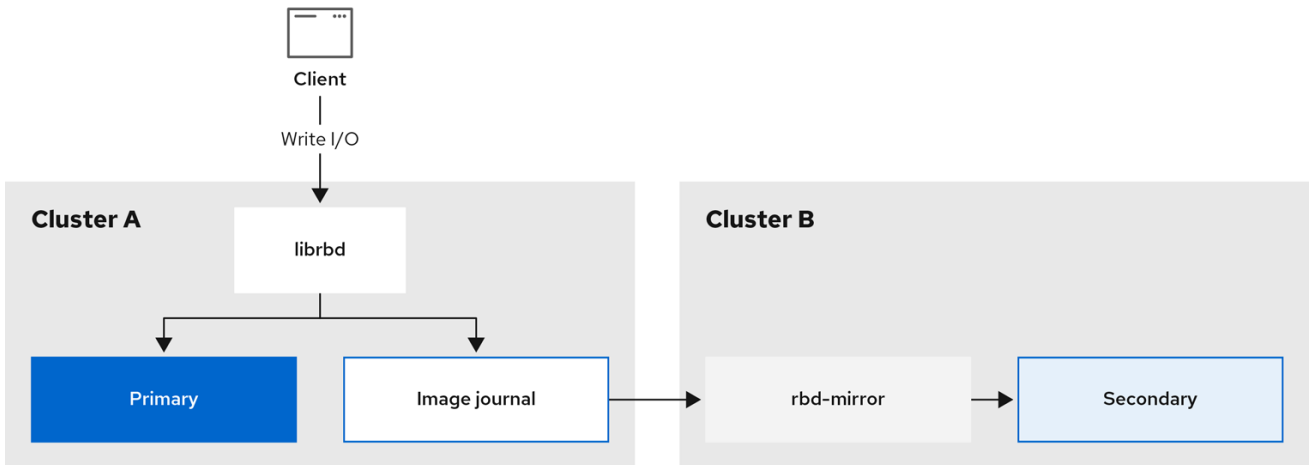 Client
Write I/O
Cluster A
librbd
Primary
Image journal
Cluster B
rbd-mirror
Secondary